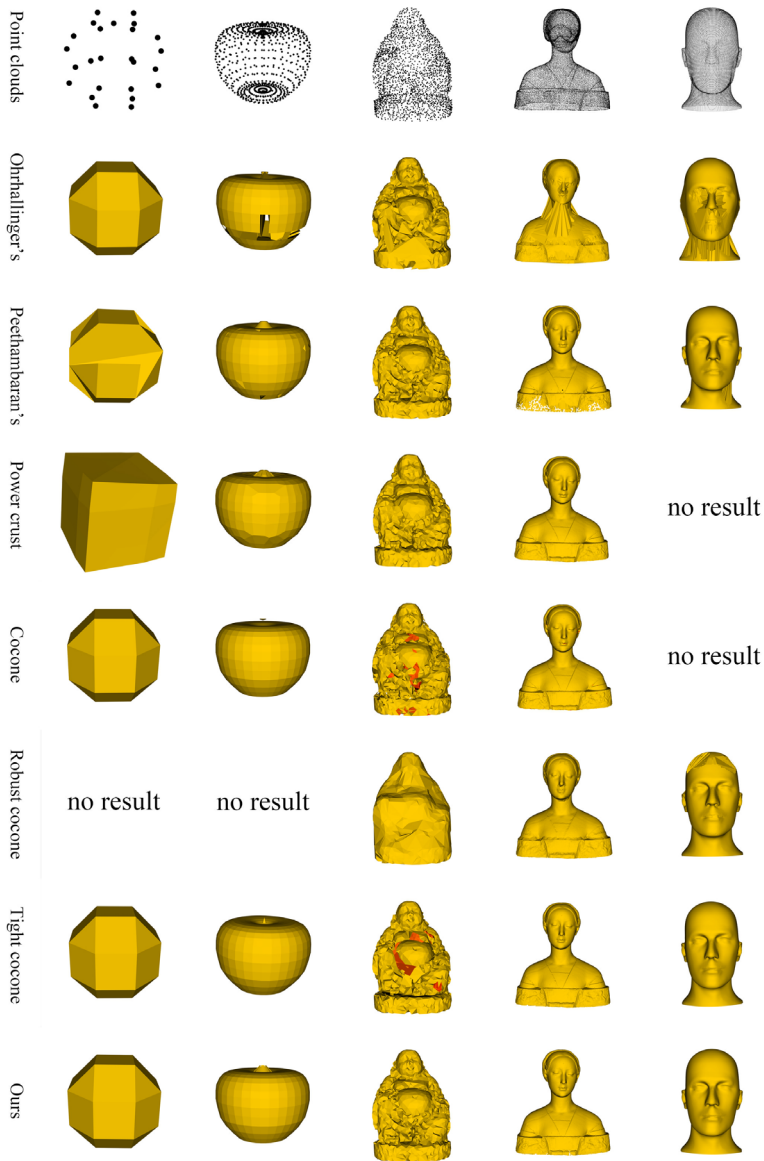 Point clouds
Ohrhallinger's
Peethambaran's
Power crust
no result
Cocone
no result
Robust cocone
no result
no result
Tight cocone
Ours